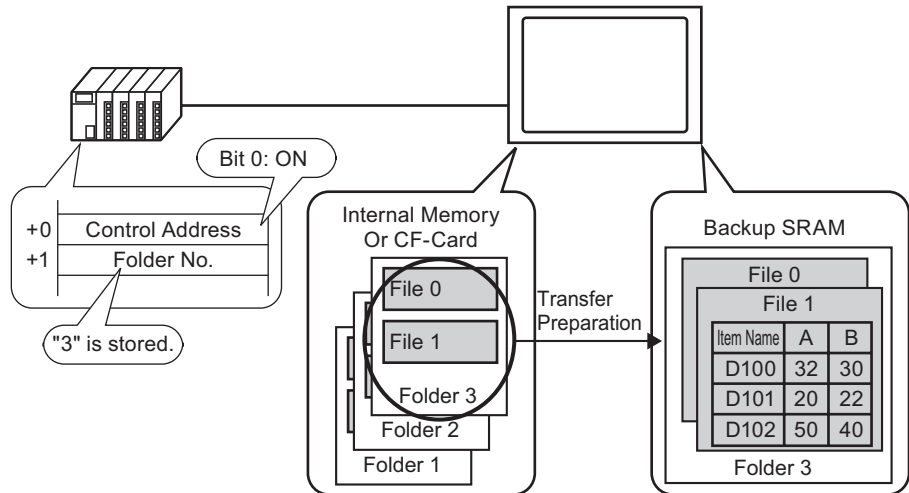 Bit 0: ON
+0 Control Address
+1 Folder No.
"3" is stored.
Internal Memory
Or CF-Card
File 0
File 1
Folder 3
Folder 2
Folder 1
Transfer
Preparation
Backup SRAM
File 0
File 1
Item Name A B
D100 32 30
D101 20 22
D102 50 40
Folder 3